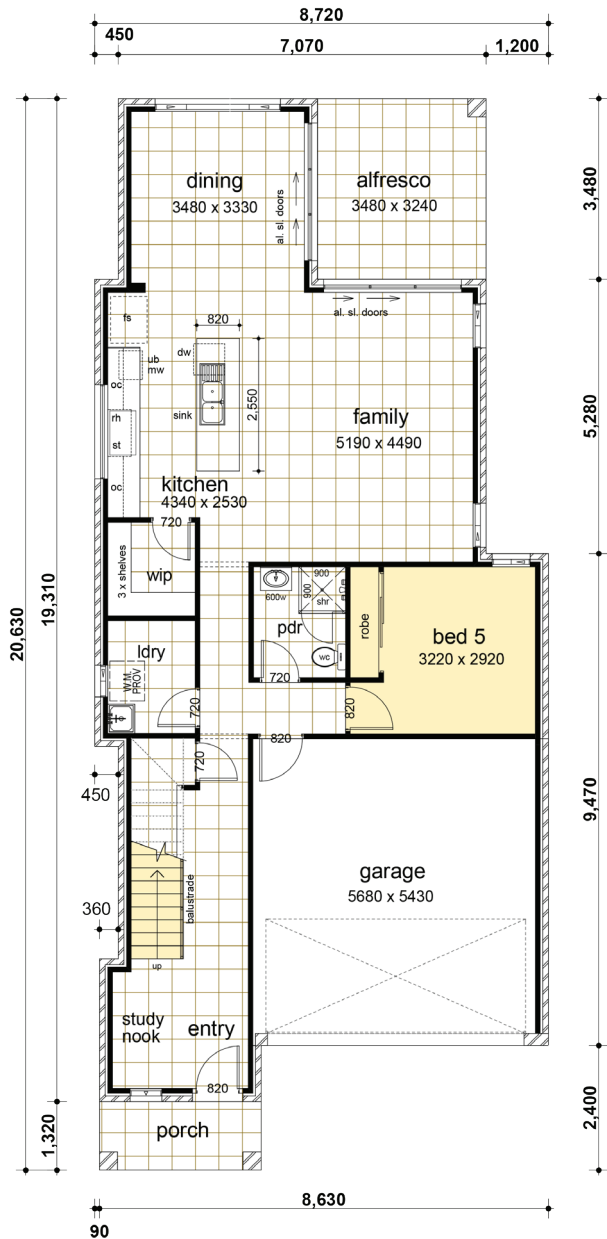 8,720
450
7,070
1,200
dining
3480 x 3330
alfresco
3480 x 3240
al. sl. doors
3,480
al. sl. doors
fs
820
dw
ub
mw
oc
rh
st
oc
sink
2,550
family
5190 x 4490
5,280
kitchen
4340 x 2530
720
3 x shelves
wip
600w
900
900
shr
pdr
wc
720
robe
bed 5
3220 x 2920
20,630
19,310
ldry
W.M.
PROV
720
820
820
720
450
360
balustrade
up
garage
5680 x 5430
9,470
study
nook
entry
820
porch
1,320
2,400
8,630
90